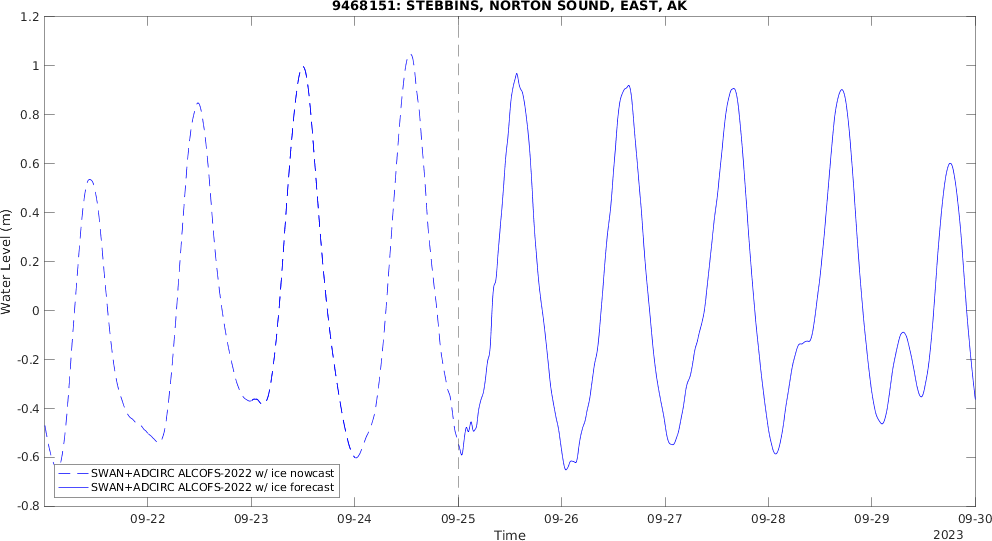 9468151: STEBBINS, NORTON SOUND, EAST, AK
Water Level (m)
1.2
1
0.8
0.6
0.4
0.2
0
-0.2
-0.4
-0.6
-0.8
SWAN+ADCIRC ALCOFS-2022 w/ ice nowcast
SWAN+ADCIRC ALCOFS-2022 w/ ice forecast
09-22 09-23 09-24 09-25 09-26 09-27 09-28 09-29 09-30
Time
2023